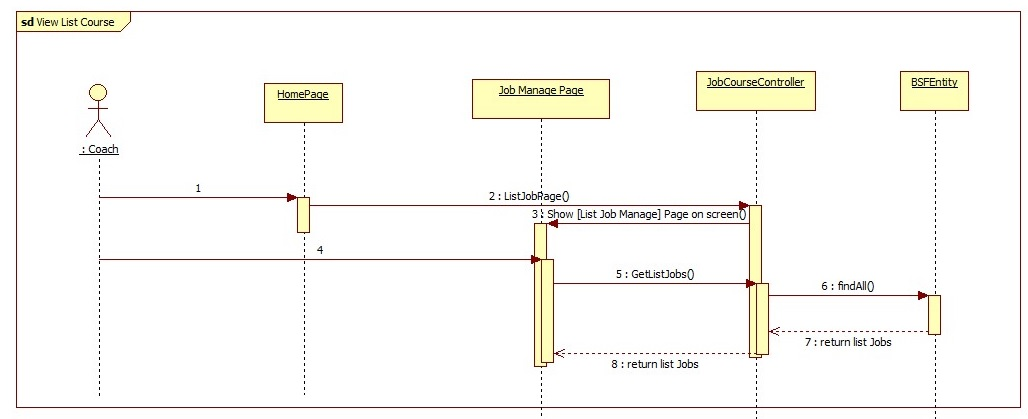 sd View List Course
HomePage
Job Manage Page
JobCourseController
BSFEntity
: Coach
1
2 : ListJobPage()
3 : Show [List Job Manage] Page on screen()
4
5 : GetListJobs()
6 : findAll()
7 : return list Jobs
8 : return list Jobs